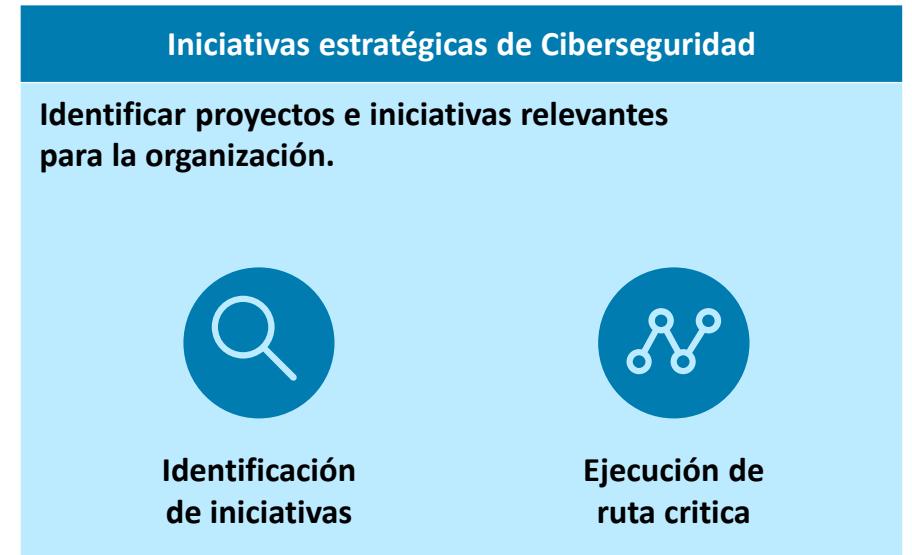 Iniciativas estratégicas de Ciberseguridad
Identificar proyectos e iniciativas relevantes
para la organización.
Identificación
de iniciativas
Ejecución de
ruta critica